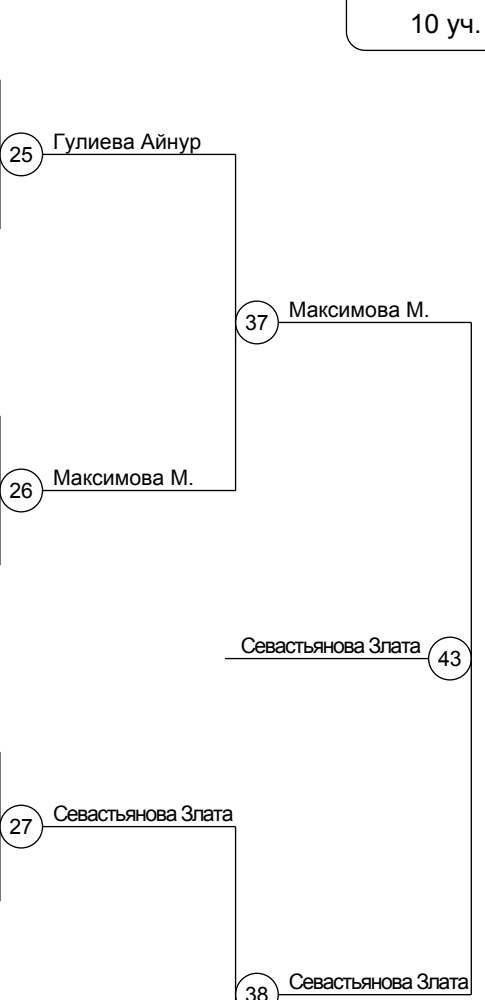 10 уч.
25 Гулиева Айнур
37 Максимова М.
26 Максимова М.
Севастьянова Злата 43
27 Севастьянова Злата
38 Севастьянова Злата